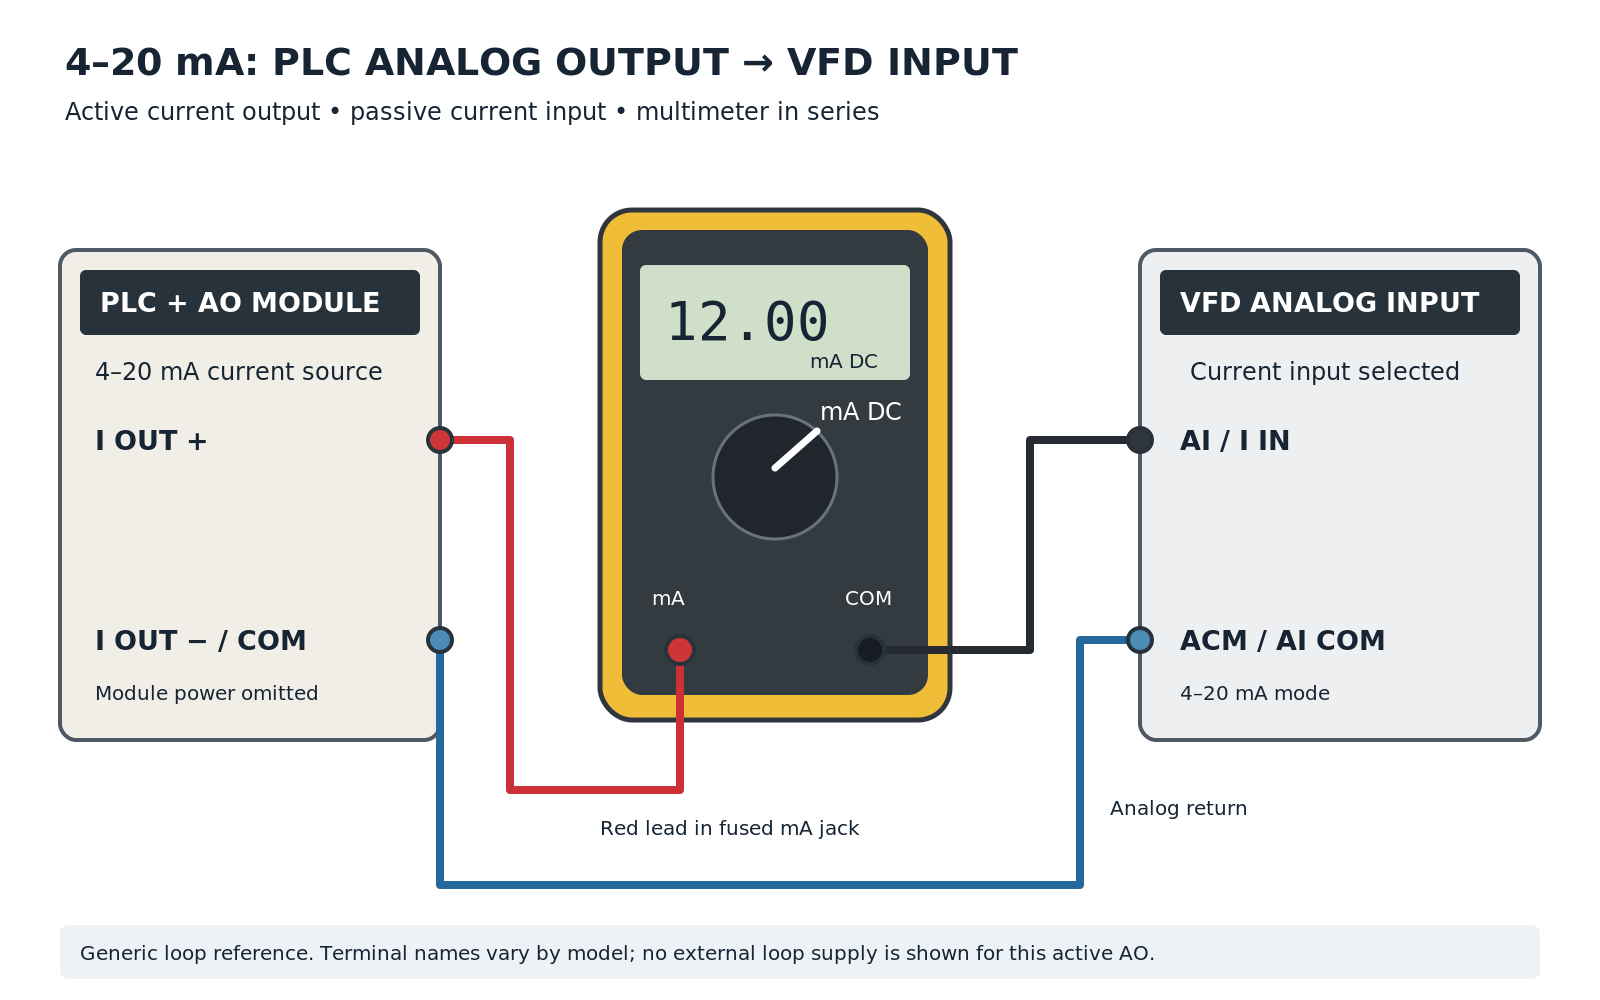 4–20 mA: PLC ANALOG OUTPUT → VFD INPUT
Active current output • passive current input • multimeter in series
PLC + AO MODULE
4–20 mA current source
I OUT +
I OUT − / COM
Module power omitted
12.00
mA DC
mA DC
mA
COM
Red lead in fused mA jack
VFD ANALOG INPUT
Current input selected
AI / I IN
ACM / AI COM
4–20 mA mode
Analog return
Generic loop reference. Terminal names vary by model; no external loop supply is shown for this active AO.